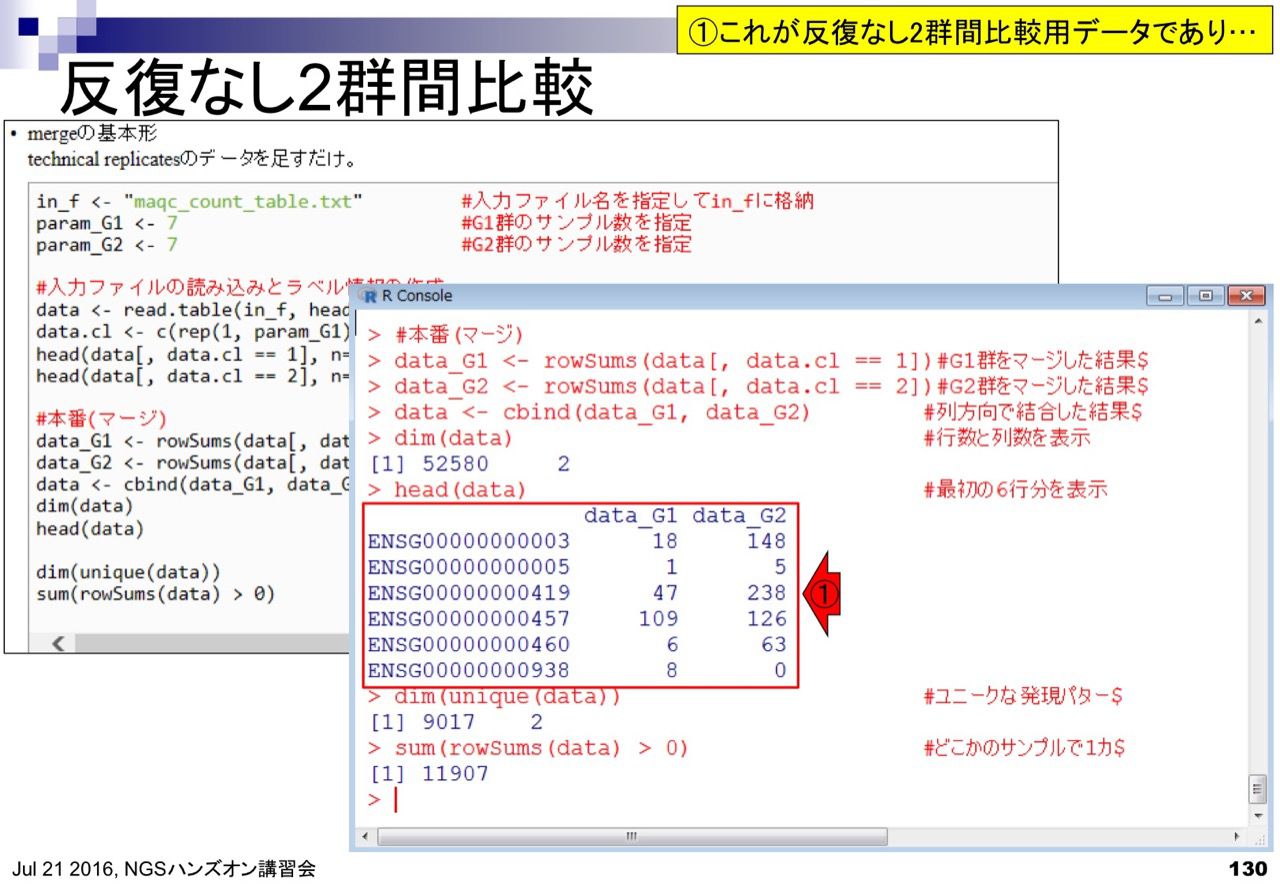 ①これが反復なし2群間比較用データであり…
反復なし2群間比較
• mergeの基本形
technical replicatesのデータを足すだけ。
in_f <- "maqc_count_table.txt" #入力ファイル名を指定してin_fに格納
param_G1 <- 7 #G1群のサンプル数を指定
param_G2 <- 7 #G2群のサンプル数を指定
#入力ファイルの読み込みとラベル情報の作成
data <- read.table(in_f, head
data.cl <- c(rep(1, param_G1)
head(data[, data.cl == 1], n=
head(data[, data.cl == 2], n=
#本番(マージ)
data_G1 <- rowSums(data[, dat
data_G2 <- rowSums(data[, dat
data <- cbind(data_G1, data_G
dim(data)
head(data)
dim(unique(data))
sum(rowSums(data) > 0)
R Console
> #本番(マージ)
> data_G1 <- rowSums(data[, data.cl == 1])#G1群をマージした結果$
> data_G2 <- rowSums(data[, data.cl == 2])#G2群をマージした結果$
> data <- cbind(data_G1, data_G2) #列方向で結合した結果$
> dim(data) #行数と列数を表示
[1] 52580 2
> head(data) #最初の6行分を表示
data_G1 data_G2
ENSG00000000003 18 148
ENSG00000000005 1 5
ENSG00000000419 47 238
ENSG00000000457 109 126
ENSG00000000460 6 63
ENSG00000000938 8 0
①
> dim(unique(data)) #ユニークな発現パター$
[1] 9017 2
> sum(rowSums(data) > 0) #どこかのサンプルで1カ$
[1] 11907
>
Jul 21 2016, NGSハンズオン講習会
130